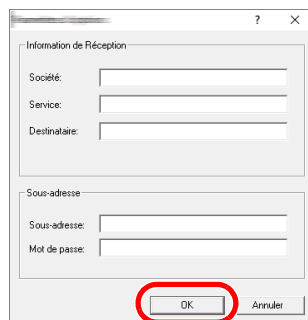 ?
Information de Réception
Société:
Service:
Destinataire:
Sous-adresse
Sous-adresse:
Mot de passe:
OK Annuler